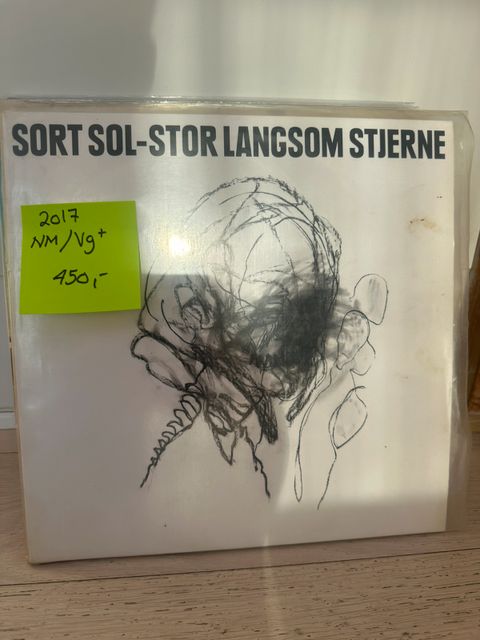 SORT SOL-STOR LANGSOM STJERNE
2017
NM/Vg+
450,-